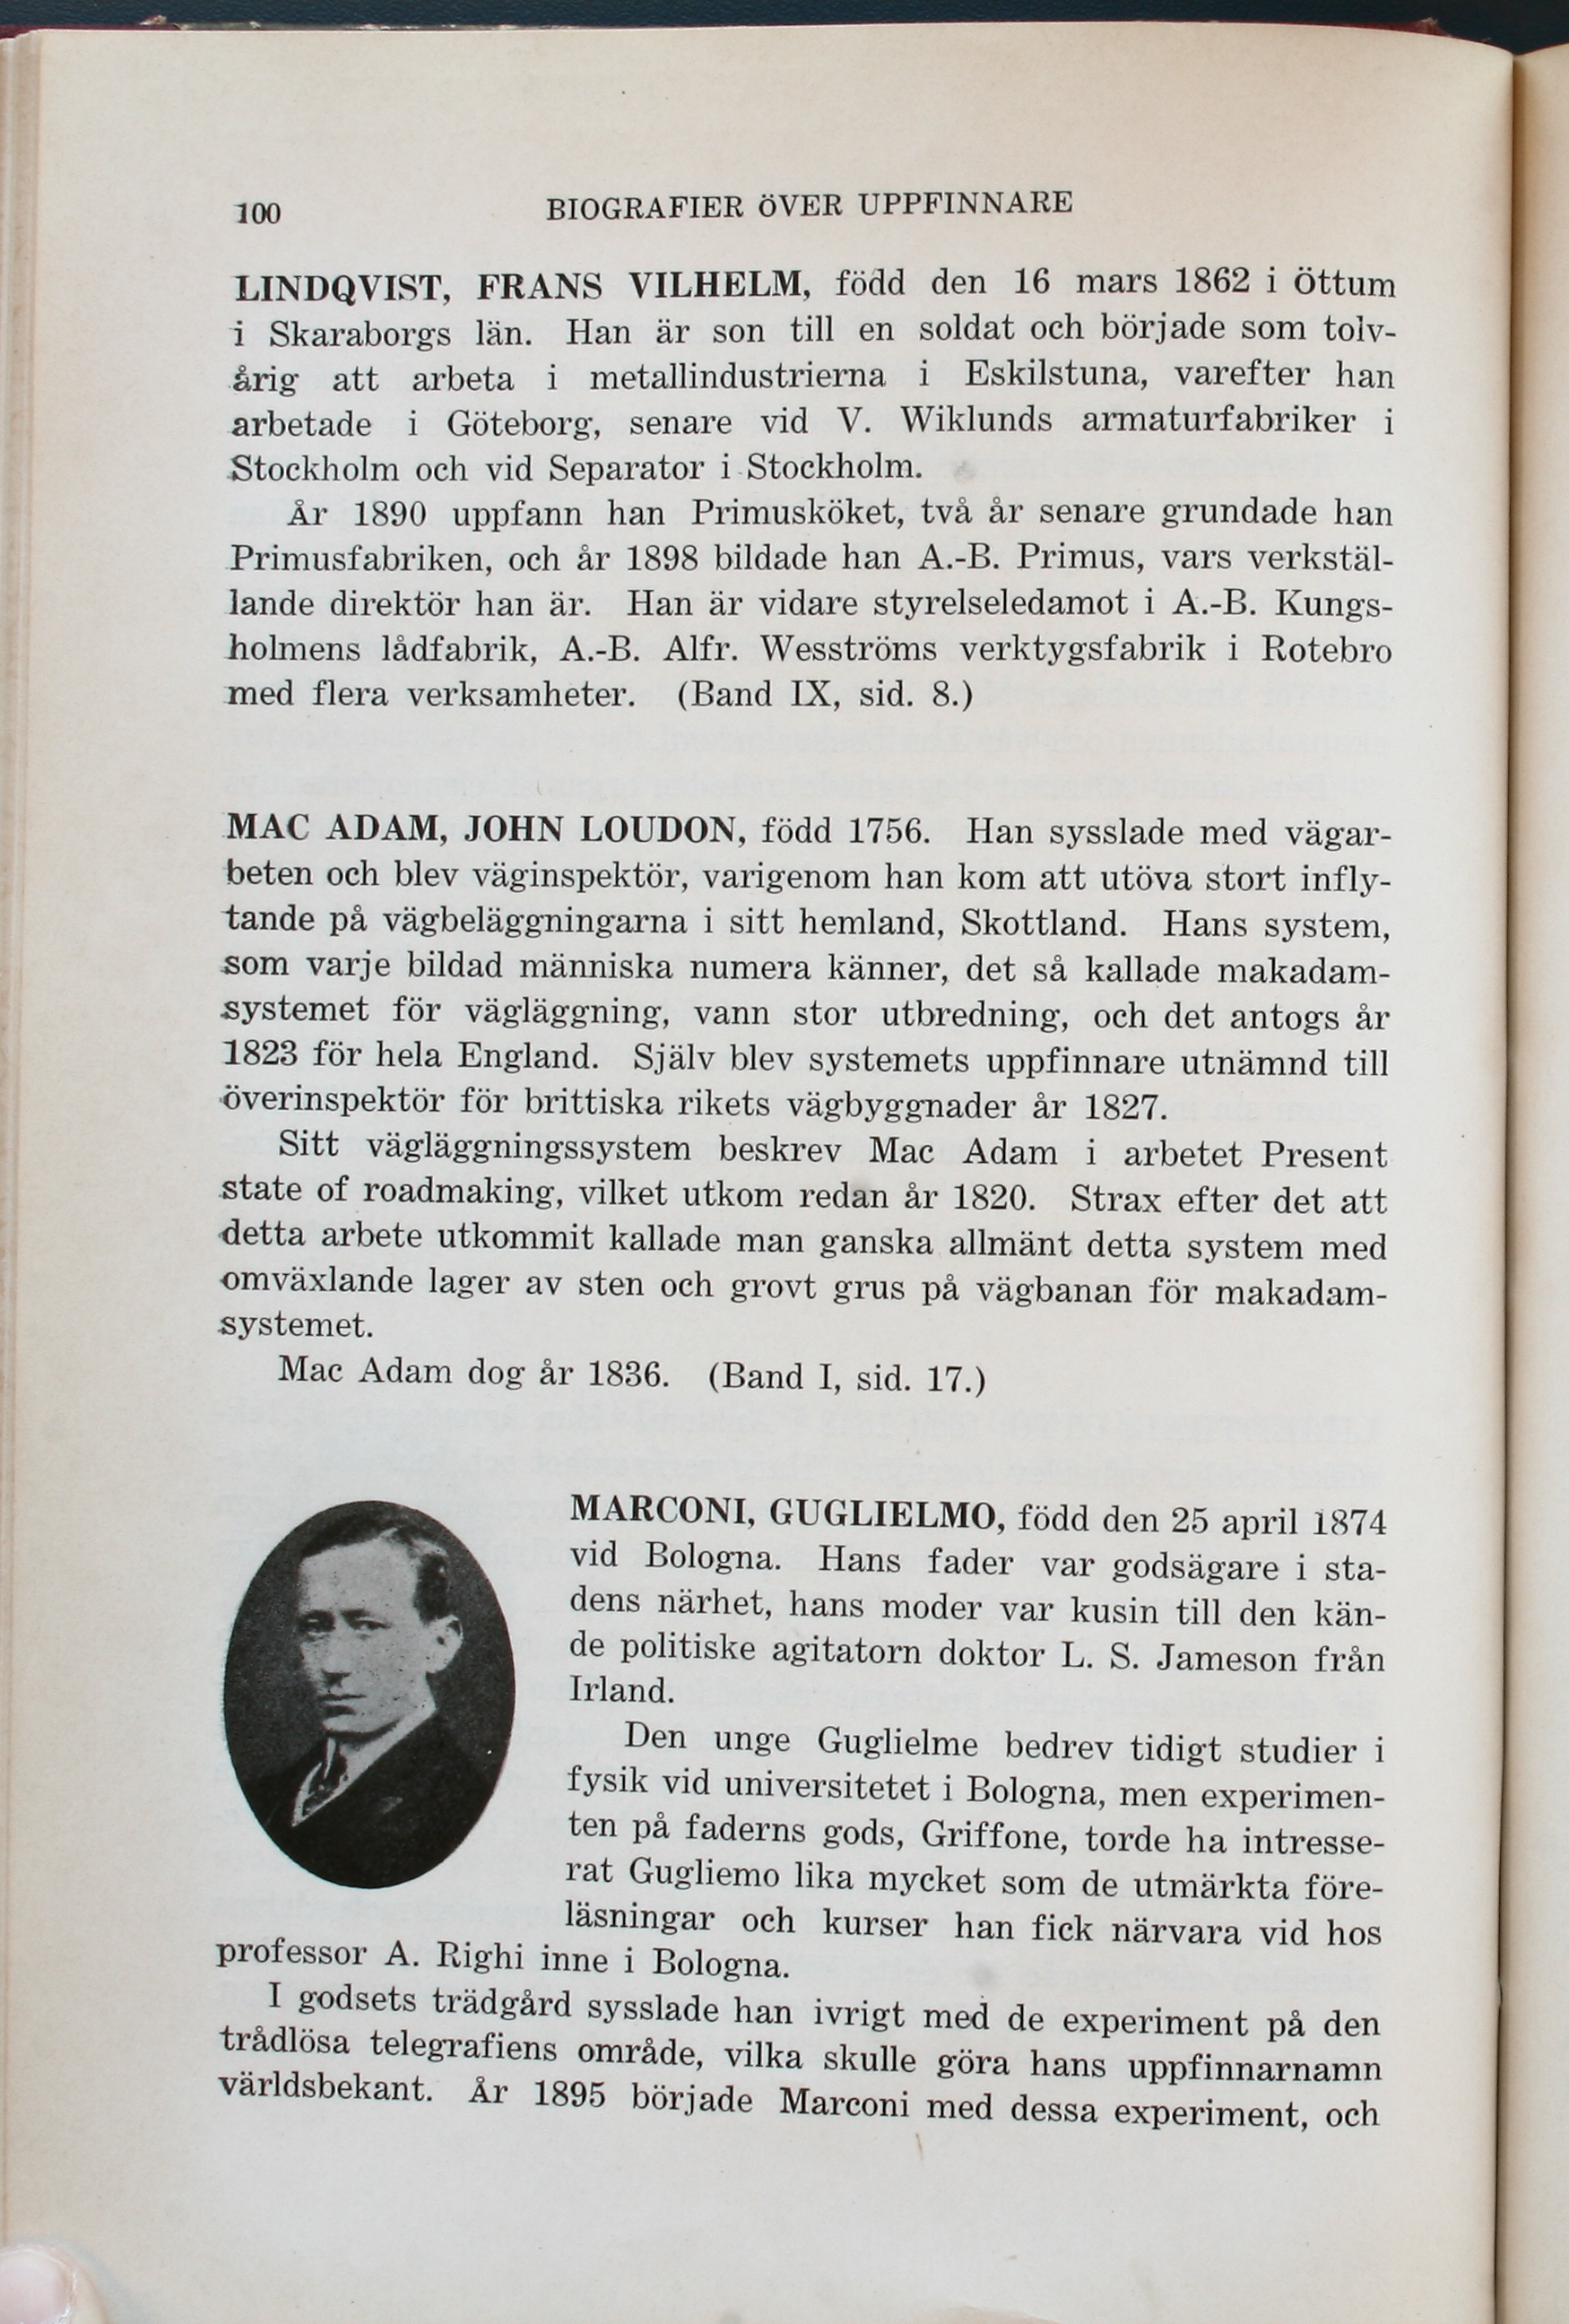 100 BIOGRAFIER ÖVER UPPFINNARE
LINDQVIST, FRANS VILHELM, född den 16 mars 1862 i Öttum
i Skaraborgs län. Han är son till en soldat och började som tolv-
årig att arbeta i metallindustrierna i Eskilstuna, varefter han
arbetade i Göteborg, senare vid V. Wiklunds armaturfabriker i
Stockholm och vid Separator i Stockholm.
År 1890 uppfann han Primusköket, två år senare grundade han
Primusfabriken, och år 1898 bildade han A.-B. Primus, vars verkstäl-
lande direktör han är. Han är vidare styrelseledamot i A.-B. Kungs-
holmens lådfabrik, A.-B. Alfr. Wesströms verktygsfabrik i Rotebro
med flera verksamheter. (Band IX, sid. 8.)
MAC ADAM, JOHN LOUDON, född 1756. Han sysslade med vägar-
beten och blev väginspektör, varigenom han kom att utöva stort infly-
tande på vägbeläggningarna i sitt hemland, Skottland. Hans system,
som varje bildad människa numera känner, det så kallade makadam-
systemet för vägläggning, vann stor utbredning, och det antogs år
1823 för hela England. Själv blev systemets uppfinnare utnämnd till
överinspektör för brittiska rikets vägbyggnader år 1827.
Sitt vägläggningssystem beskrev Mac Adam i arbetet Present
state of roadmaking, vilket utkom redan år 1820. Strax efter det att
detta arbete utkommit kallade man ganska allmänt detta system med
omväxlande lager av sten och grovt grus på vägbanan för makadam-
systemet.
Mac Adam dog år 1836. (Band I, sid. 17.)
MARCONI, GUGLIELMO, född den 25 april 1874
vid Bologna. Hans fader var godsägare i sta-
dens närhet, hans moder var kusin till den kän-
de politiske agitatorn doktor L. S. Jameson från
Irland.
Den unge Guglielme bedrev tidigt studier i
fysik vid universitetet i Bologna, men experimen-
ten på faderns gods, Griffone, torde ha intresse-
rat Gugliemo lika mycket som de utmärkta före-
läsningar och kurser han fick närvara vid hos
professor A. Righi inne i Bologna.
I godsets trädgård sysslade han ivrigt med de experiment på den
trådlösa telegrafiens område, vilka skulle göra hans uppfinnarnamn
världsbekant. År 1895 började Marconi med dessa experiment, och